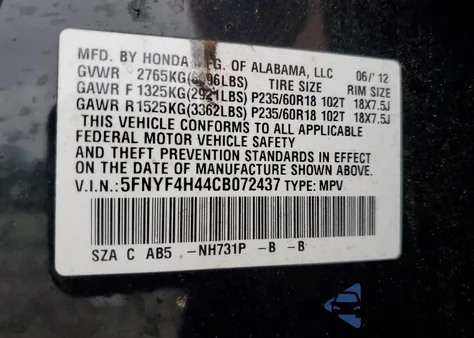 MFD. BY HONDA MFG. OF ALABAMA, LLC 06/'12
GVWR 2765KG(6096LBS) TIRE SIZE RIM SIZE
GAWR F 1325KG(2921LBS) P235/60R18 102T 18X7.5J
GAWR R 1525KG(3362LBS) P235/60R18 102T 18X7.5J
THIS VEHICLE CONFORMS TO ALL APPLICABLE
FEDERAL MOTOR VEHICLE SAFETY
AND THEFT PREVENTION STANDARDS IN EFFECT
ON THE DATE OF MANUFACTURE SHOWN ABOVE.
V.I.N.: 5FNYF4H44CB072437 TYPE: MPV
SZA C AB5 -NH731P -B -B